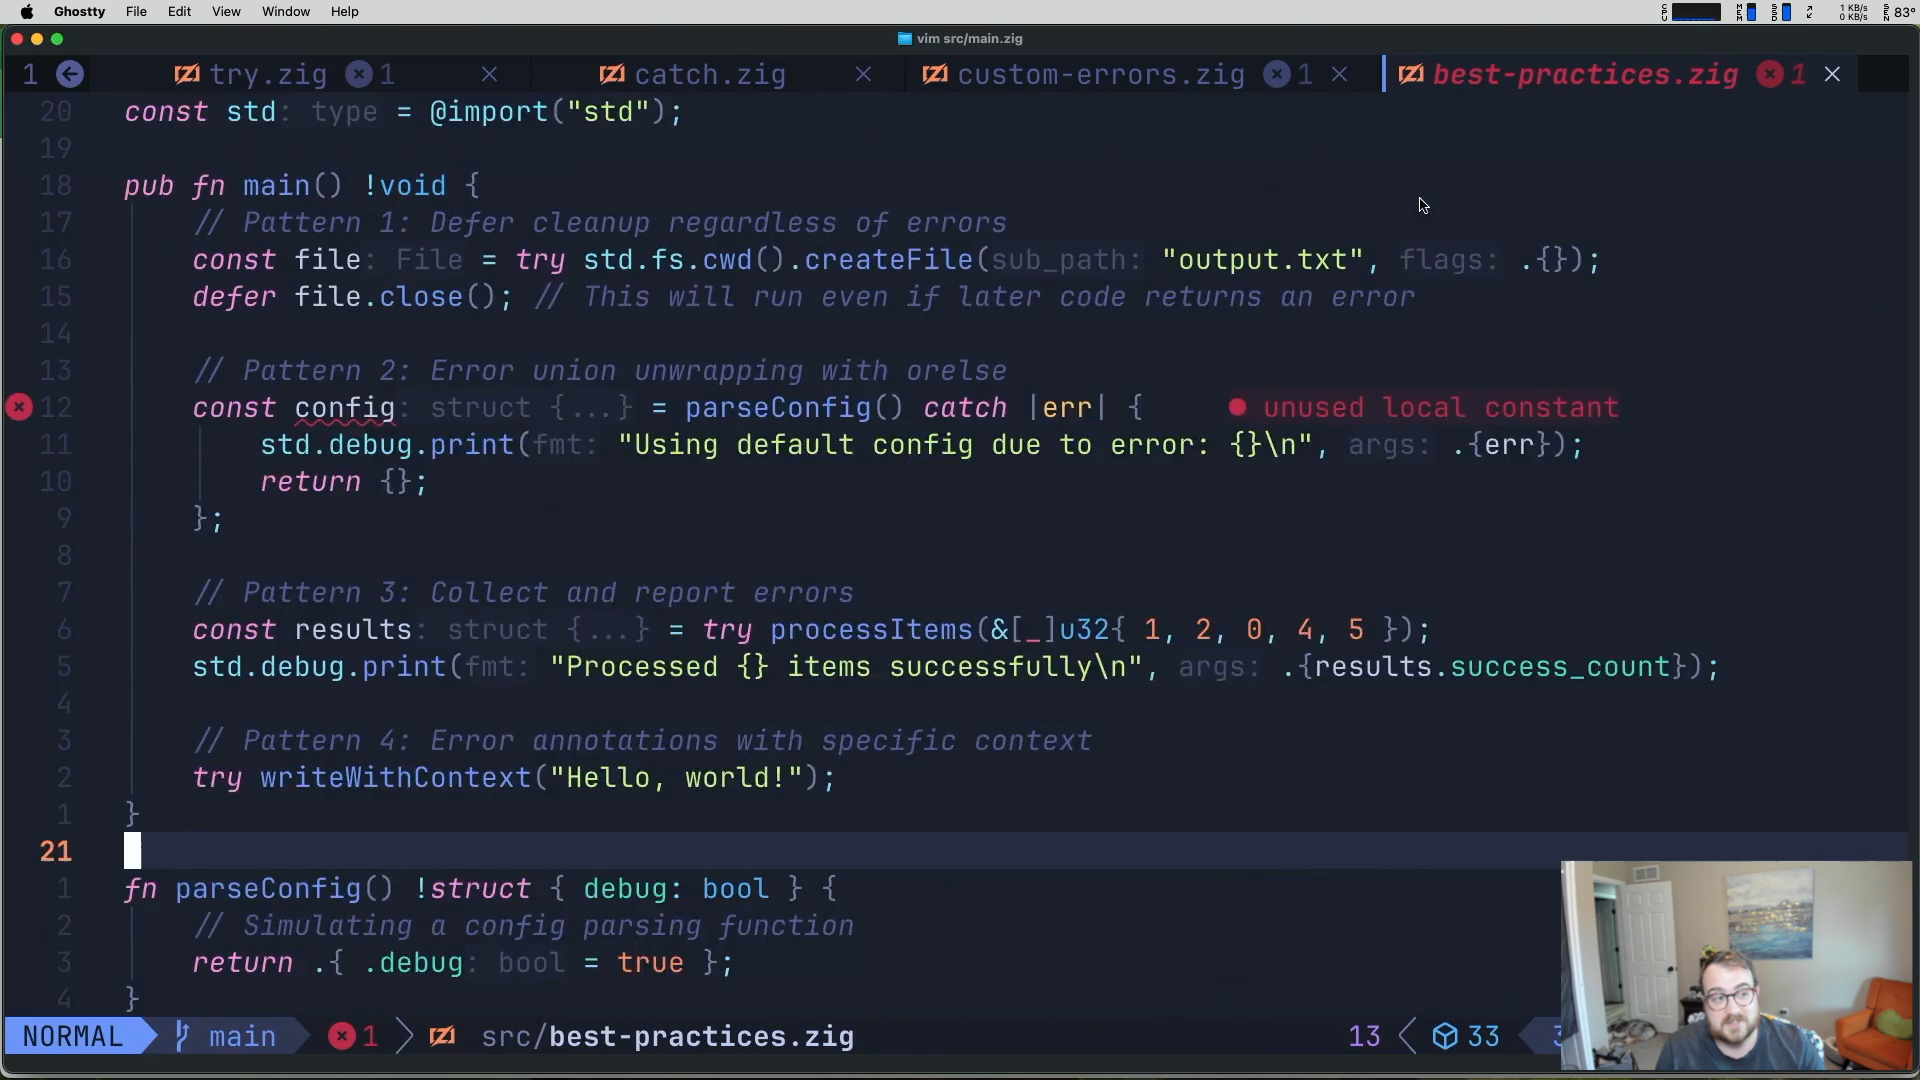 Ghostty File Edit View Window Help CPU MEM SSD 1 KB/s 0 KB/s SEN 83°
vim src/main.zig
1 try.zig 1 catch.zig custom-errors.zig 1 best-practices.zig 1
20 const std: type = @import("std");
19
18 pub fn main() !void {
17 // Pattern 1: Defer cleanup regardless of errors
16 const file: File = try std.fs.cwd().createFile(sub_path: "output.txt", flags: .{});
15 defer file.close(); // This will run even if later code returns an error
14
13 // Pattern 2: Error union unwrapping with orelse
12 const config: struct {...} = parseConfig() catch |err| { unused local constant
11 std.debug.print(fmt: "Using default config due to error: {}\n", args: .{err});
10 return {};
9 };
8
7 // Pattern 3: Collect and report errors
6 const results: struct {...} = try processItems(&[_]u32{ 1, 2, 0, 4, 5 });
5 std.debug.print(fmt: "Processed {} items successfully\n", args: .{results.success_count});
4
3 // Pattern 4: Error annotations with specific context
2 try writeWithContext("Hello, world!");
1 }
21
1 fn parseConfig() !struct { debug: bool } {
2 // Simulating a config parsing function
3 return .{ .debug: bool = true };
4 }
NORMAL main 1 src/best-practices.zig 13 33